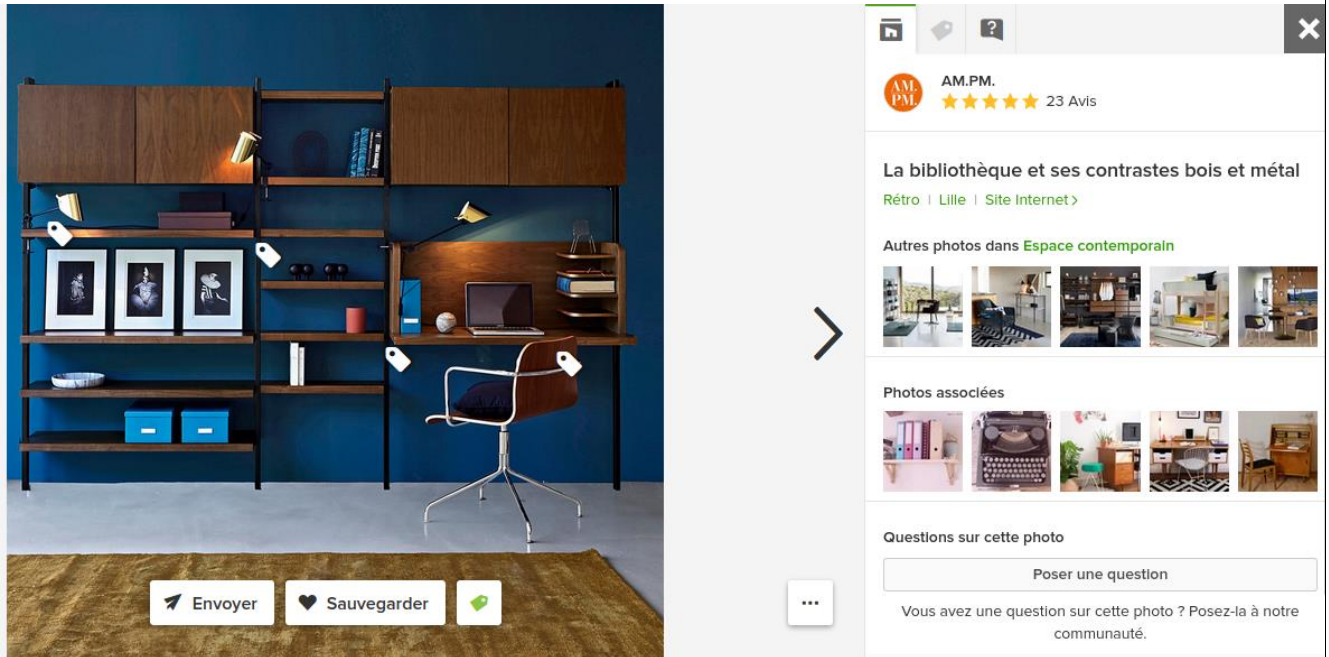 AM.
PM.
AM.PM.
23 Avis
La bibliothèque et ses contrastes bois et métal
Rétro | Lille | Site Internet >
Autres photos dans Espace contemporain
Photos associées
Questions sur cette photo
Poser une question
Vous avez une question sur cette photo ? Posez-la à notre
communauté.
Envoyer
Sauvegarder
...